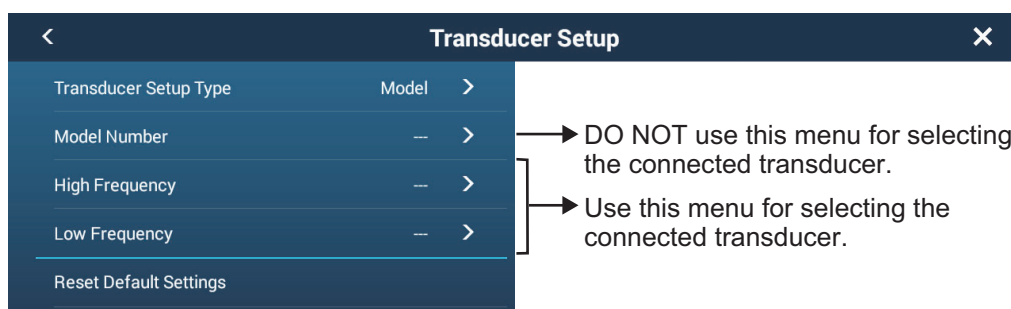 Transducer Setup
Transducer Setup Type Model
Model Number ---
High Frequency ---
Low Frequency ---
Reset Default Settings
DO NOT use this menu for selecting
the connected transducer.
Use this menu for selecting the
connected transducer.